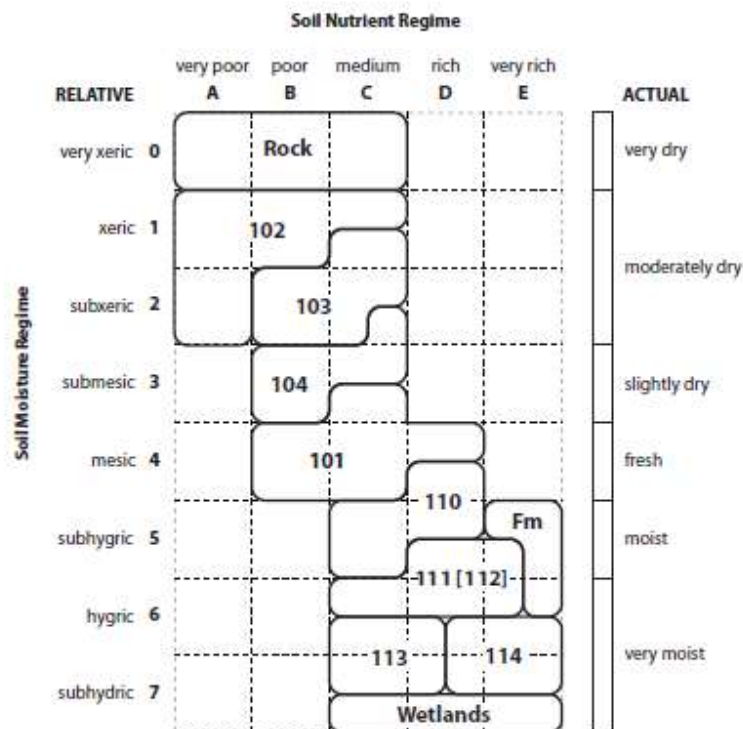 Soil Nutrient Regime
very poor poor medium rich very rich
RELATIVE A B C D E ACTUAL
very xeric 0 Rock very dry
xeric 1 102
moderately dry
subxeric 2 103
submesic 3 104 slightly dry
mesic 4 101 fresh
110
Fm
subhygric 5 moist
111 [112]
hygric 6
113 114 very moist
subhydric 7
Wetlands
Soil Moisture Regime